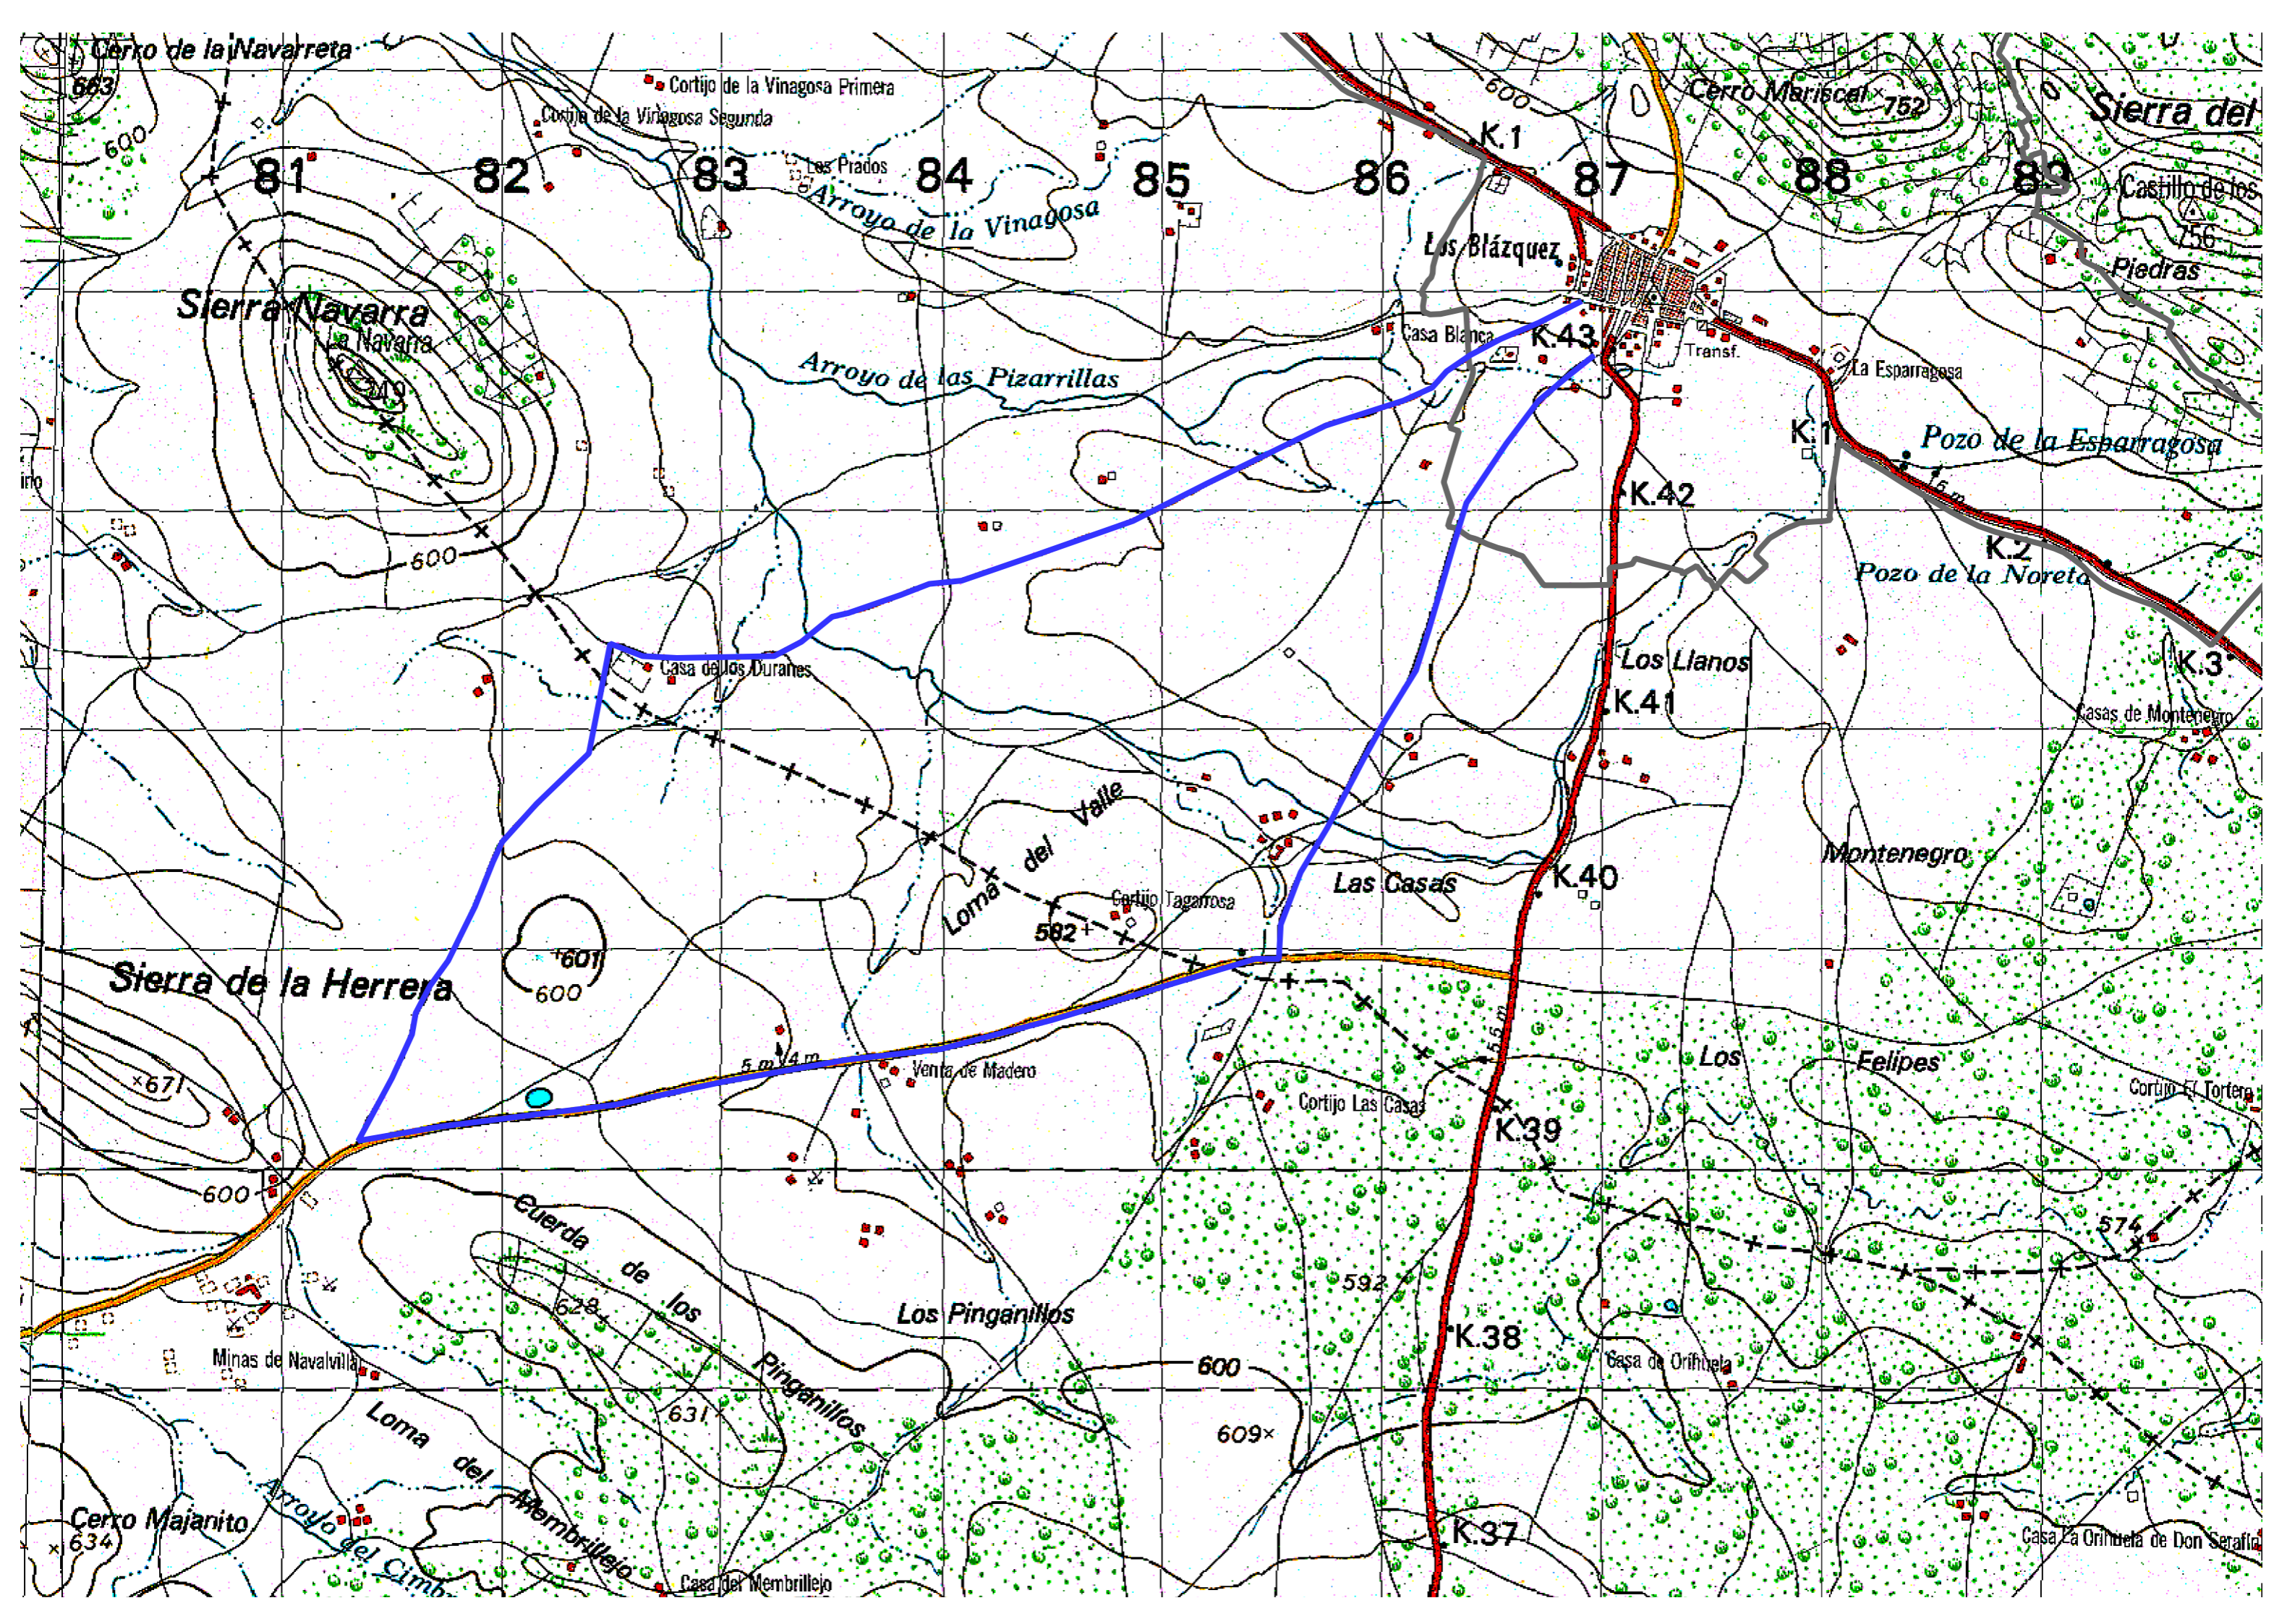 Cerro de la Navarreta
663
600
Cortijo de la Vinagosa Primera
Cortijo de la Vinagosa Segunda
600
Cerro Mariscal
752
Sierra del
K.1
Los Prados
81
82
83
84
85
86
87
88
89
Castillo de los
756
Arroyo de la Vinagosa
Los Blázquez
Piedras
Sierra Navarra
La Navarra
Casa Blanca
K.43
Transf.
La Esparragosa
Arroyo de las Pizarrillas
K.1
Pozo de la Esparragosa
K.42
600
K.2
Pozo de la Noreta
Casa de los Duranes
Los Llanos
K.3
K.41
Casas de Montenegro
Loma del Valle
Montenegro
Las Casas
K.40
Cortijo Tagarrosa
582
601
600
Sierra de la Herrera
671
5 m
4 m
Venta de Madero
5,5 m
Los Felipes
Cortijo Las Casas
Cortijo El Tortero
K.39
600
574
Cuerda de los Pinganillos
628
592
Los Pinganillos
K.38
Minas de Navalvilla
Casa de Orihuela
600
631
609
Loma del Membrillejo
Arroyo del Cimb
Cerro Majanito
634
K.37
Casa La Orihuela de Don Serafín
Casa del Membrillejo